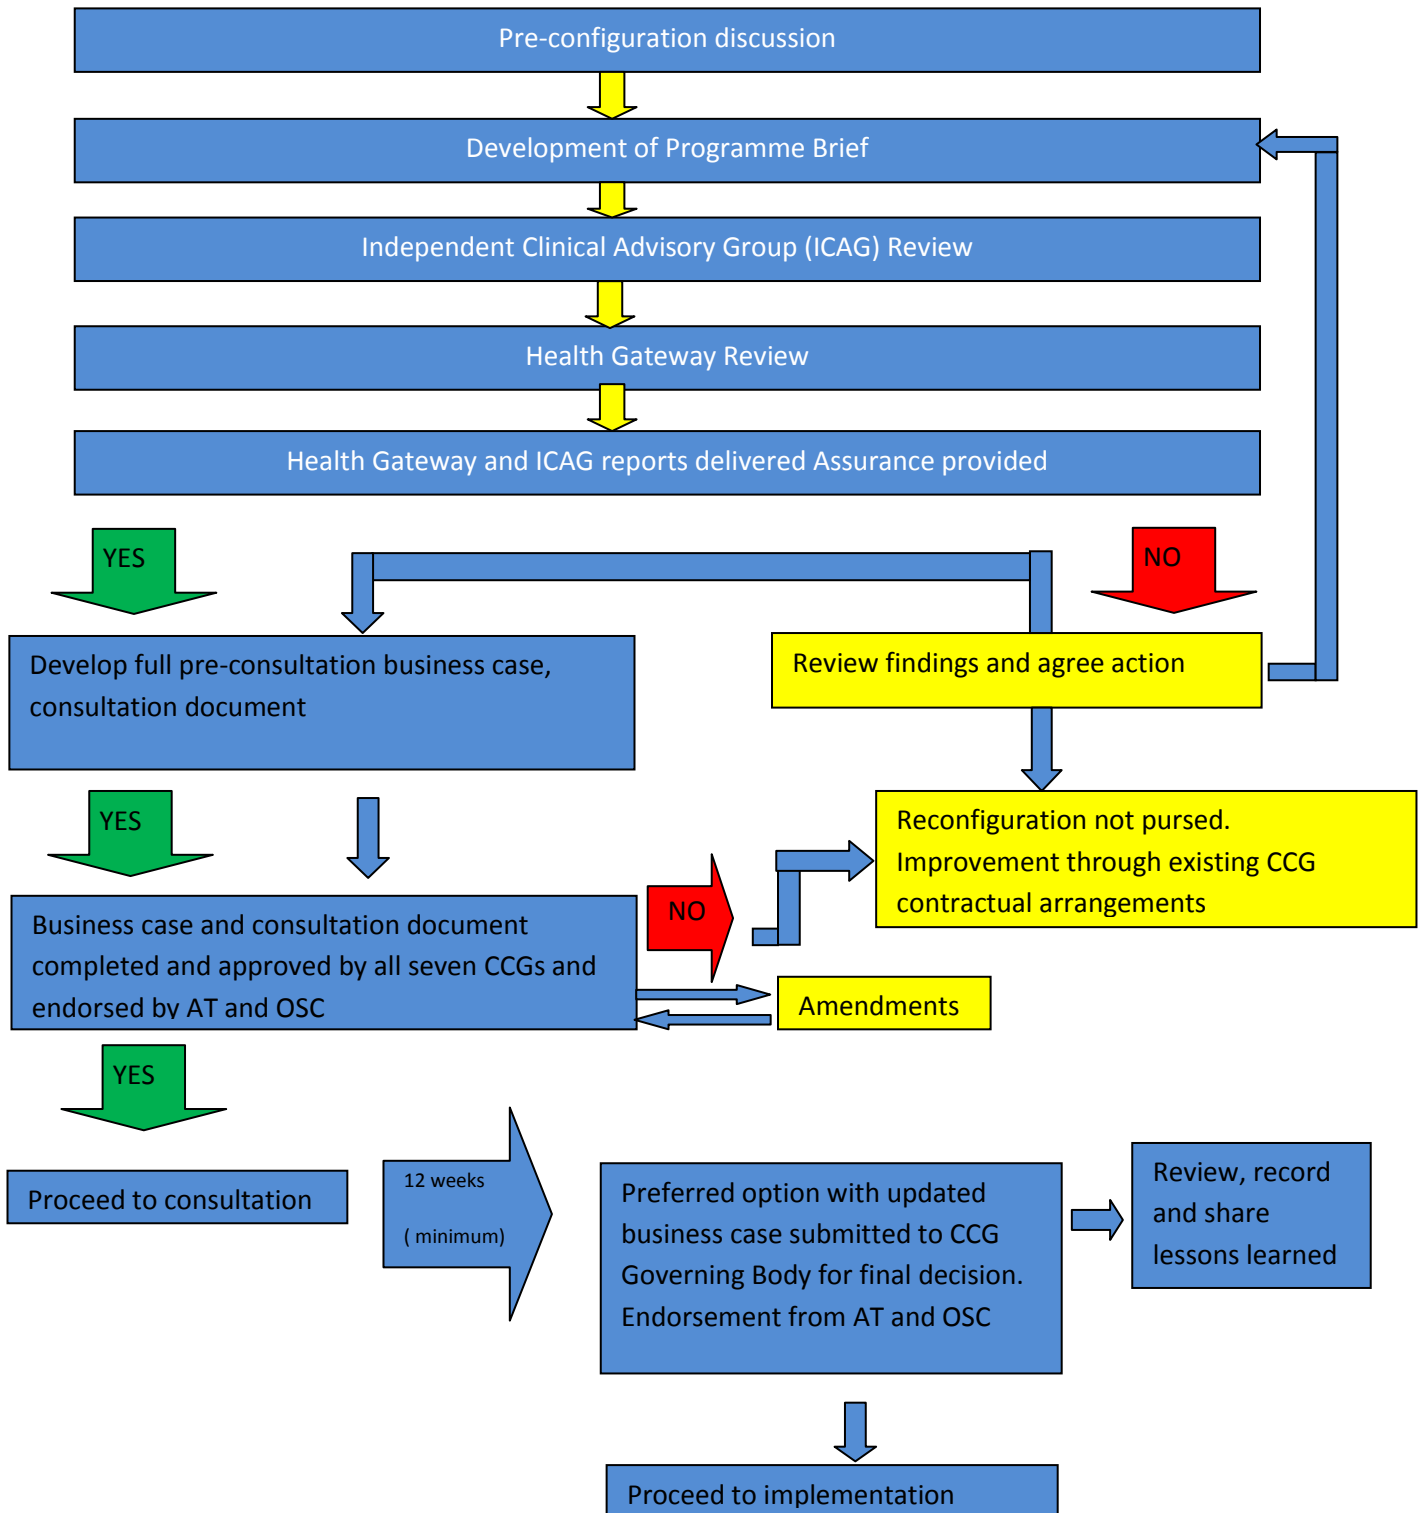 Pre-configuration discussion
Development of Programme Brief
Independent Clinical Advisory Group (ICAG) Review
Health Gateway Review
Health Gateway and ICAG reports delivered Assurance provided
YES
NO
Develop full pre-consultation business case,
consultation document
Review findings and agree action
YES
Reconfiguration not pursed.
Improvement through existing CCG
contractual arrangements
Business case and consultation document
completed and approved by all seven CCGs and
endorsed by AT and OSC
NO
Amendments
YES
Proceed to consultation
12 weeks
( minimum)
Preferred option with updated
business case submitted to CCG
Governing Body for final decision.
Endorsement from AT and OSC
Review, record
and share
lessons learned
Proceed to implementation